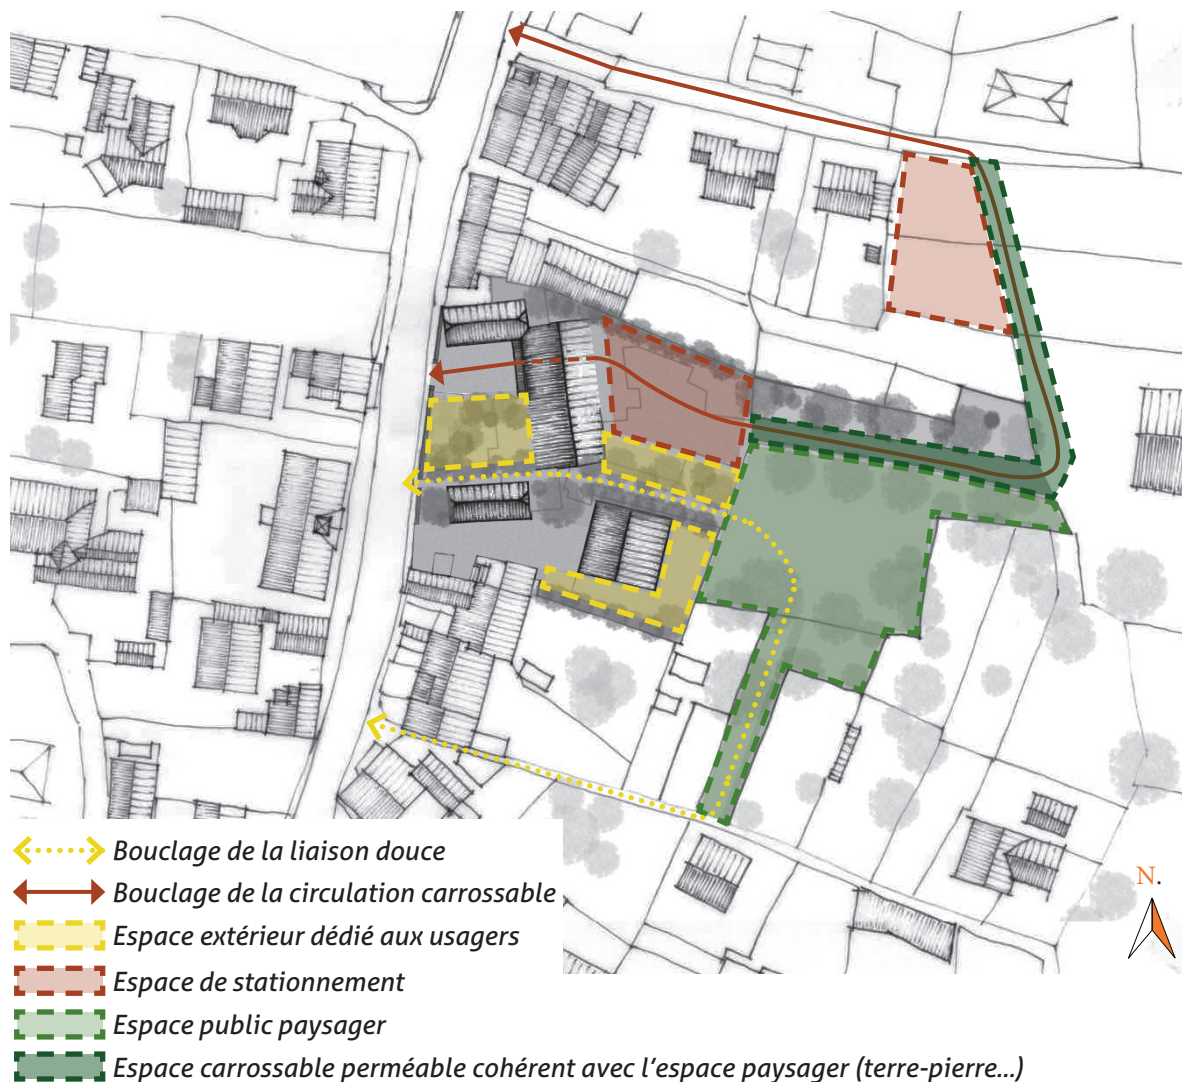 N.
Bouclage de la liaison douce
Bouclage de la circulation carrossable
Espace extérieur dédié aux usagers
Espace de stationnement
Espace public paysager
Espace carrossable perméable cohérent avec l'espace paysager (terre-pierre...)